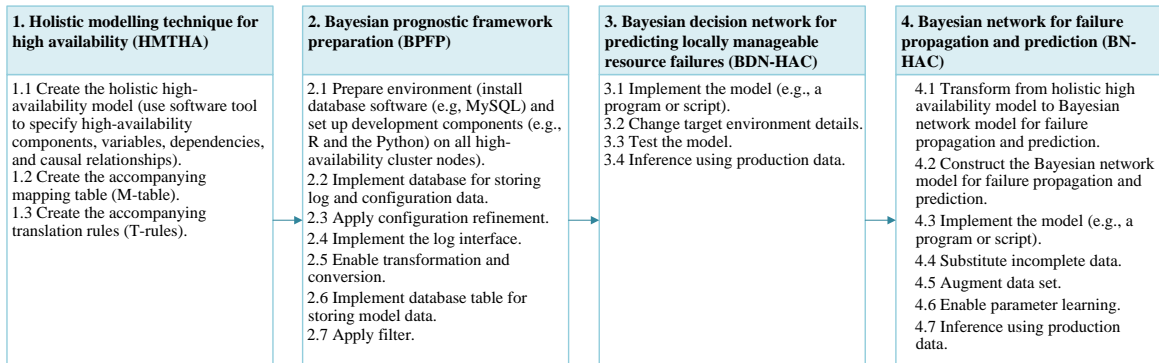 1. Holistic modelling technique for
high availability (HMTHA)
1.1 Create the holistic high-
availability model (use software tool
to specify high-availability
components, variables, dependencies,
and causal relationships).
1.2 Create the accompanying
mapping table (M-table).
1.3 Create the accompanying
translation rules (T-rules).
2. Bayesian prognostic framework
preparation (BPFP)
2.1 Prepare environment (install
database software (e.g, MySQL) and
set up development components (e.g.,
R and the Python) on all high-
availability cluster nodes).
2.2 Implement database for storing
log and configuration data.
2.3 Apply configuration refinement.
2.4 Implement the log interface.
2.5 Enable transformation and
conversion.
2.6 Implement database table for
storing model data.
2.7 Apply filter.
3. Bayesian decision network for
predicting locally manageable
resource failures (BDN-HAC)
3.1 Implement the model (e.g., a
program or script).
3.2 Change target environment details.
3.3 Test the model.
3.4 Inference using production data.
4. Bayesian network for failure
propagation and prediction (BN-
HAC)
4.1 Transform from holistic high
availability model to Bayesian
network model for failure
propagation and prediction.
4.2 Construct the Bayesian network
model for failure propagation and
prediction.
4.3 Implement the model (e.g., a
program or script).
4.4 Substitute incomplete data.
4.5 Augment data set.
4.6 Enable parameter learning.
4.7 Inference using production
data.